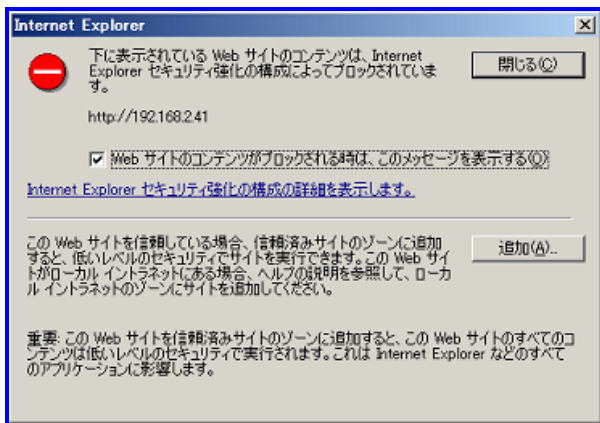 Internet Explorer
下に表示されている Web サイトのコンテンツは、Internet
Explorer セキュリティ強化の構成によってブロックされていま
す。
閉じる(C)
http://192.168.2.41
Web サイトのコンテンツがブロックされる時は、このメッセージを表示する(O)
Internet Explorer セキュリティ強化の構成の詳細を表示します。
この Web サイトを信頼している場合、信頼済みサイトのゾーンに追加
すると、低いレベルのセキュリティでサイトを実行できます。この Web サイ
トがローカル イントラネットにある場合、ヘルプの説明を参照して、ローカ
ル イントラネットのゾーンにサイトを追加してください。
追加(A)...
重要: この Web サイトを信頼済みサイトのゾーンに追加すると、この Web サイトのすべてのコ
ンテンツは低いレベルのセキュリティで実行されます。これは Internet Explorer などのすべて
のアプリケーションに影響します。